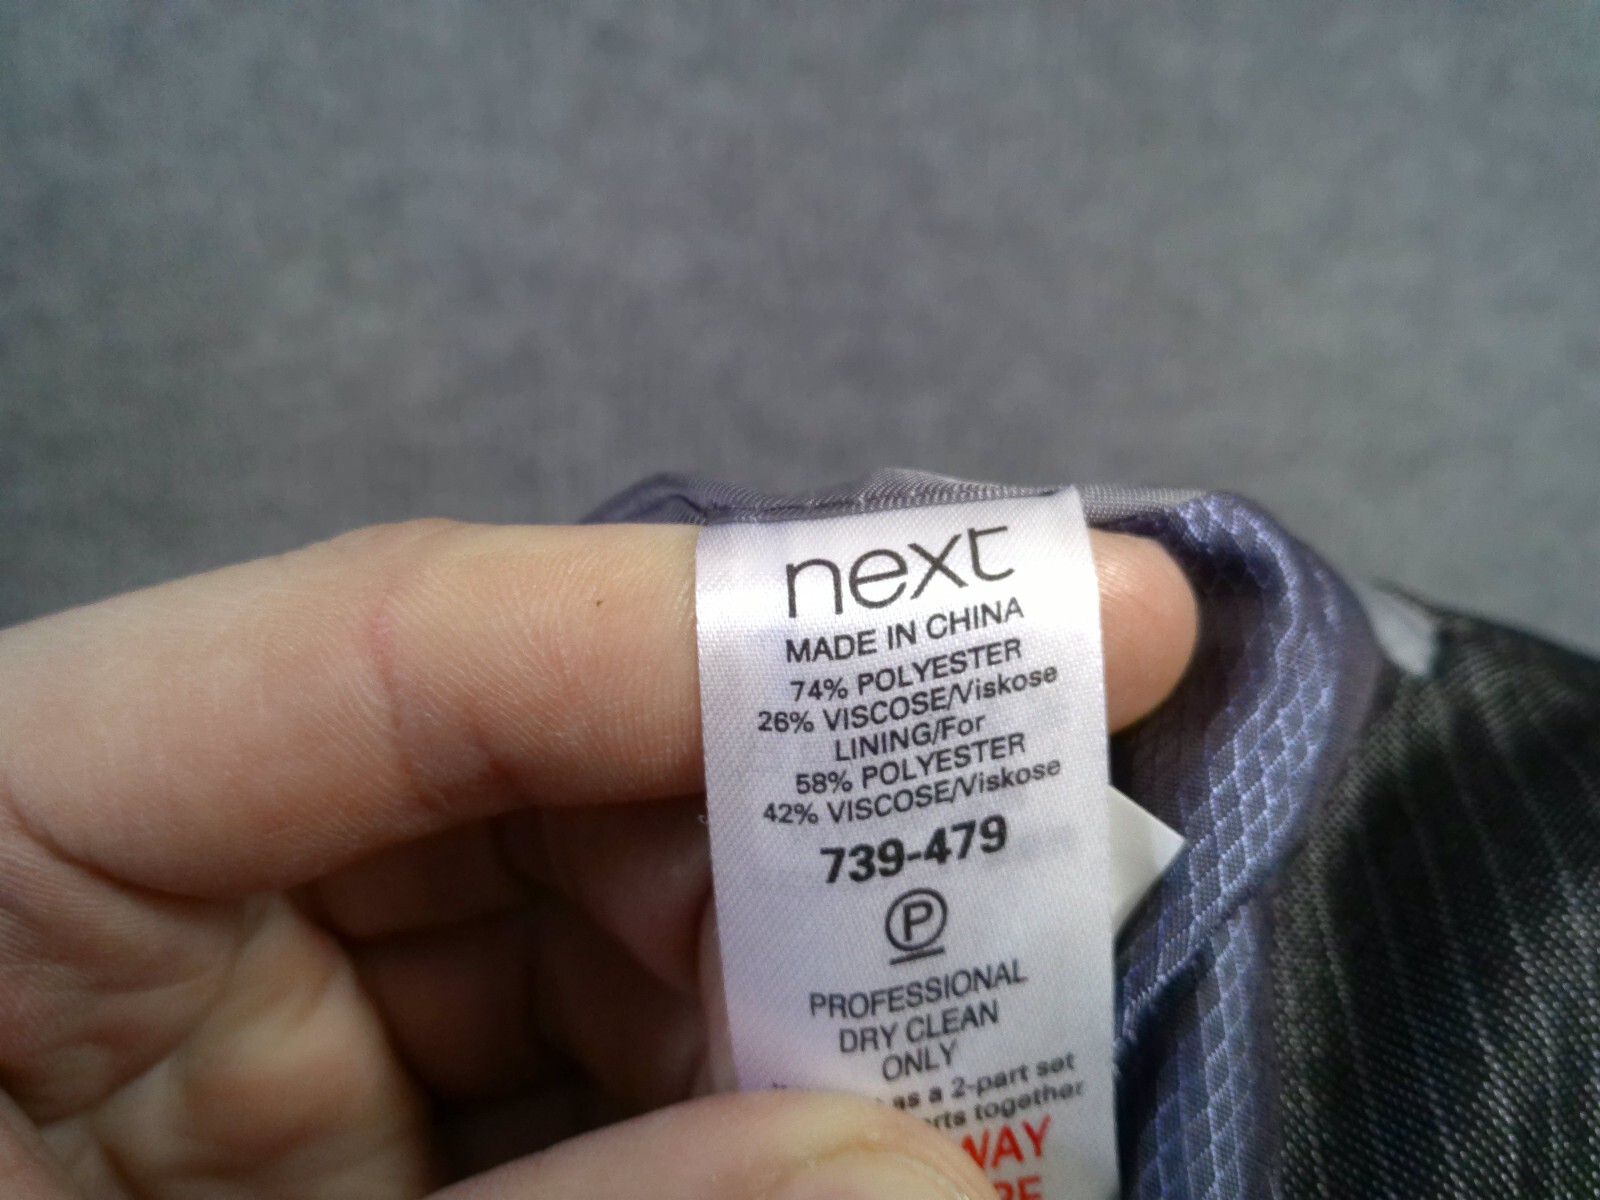 next
MADE IN CHINA
74% POLYESTER
26% VISCOSE/Viskose
LINING/For
58% POLYESTER
42% VISCOSE/Viskose
739-479
P
PROFESSIONAL
DRY CLEAN
ONLY
as a 2-part set
together